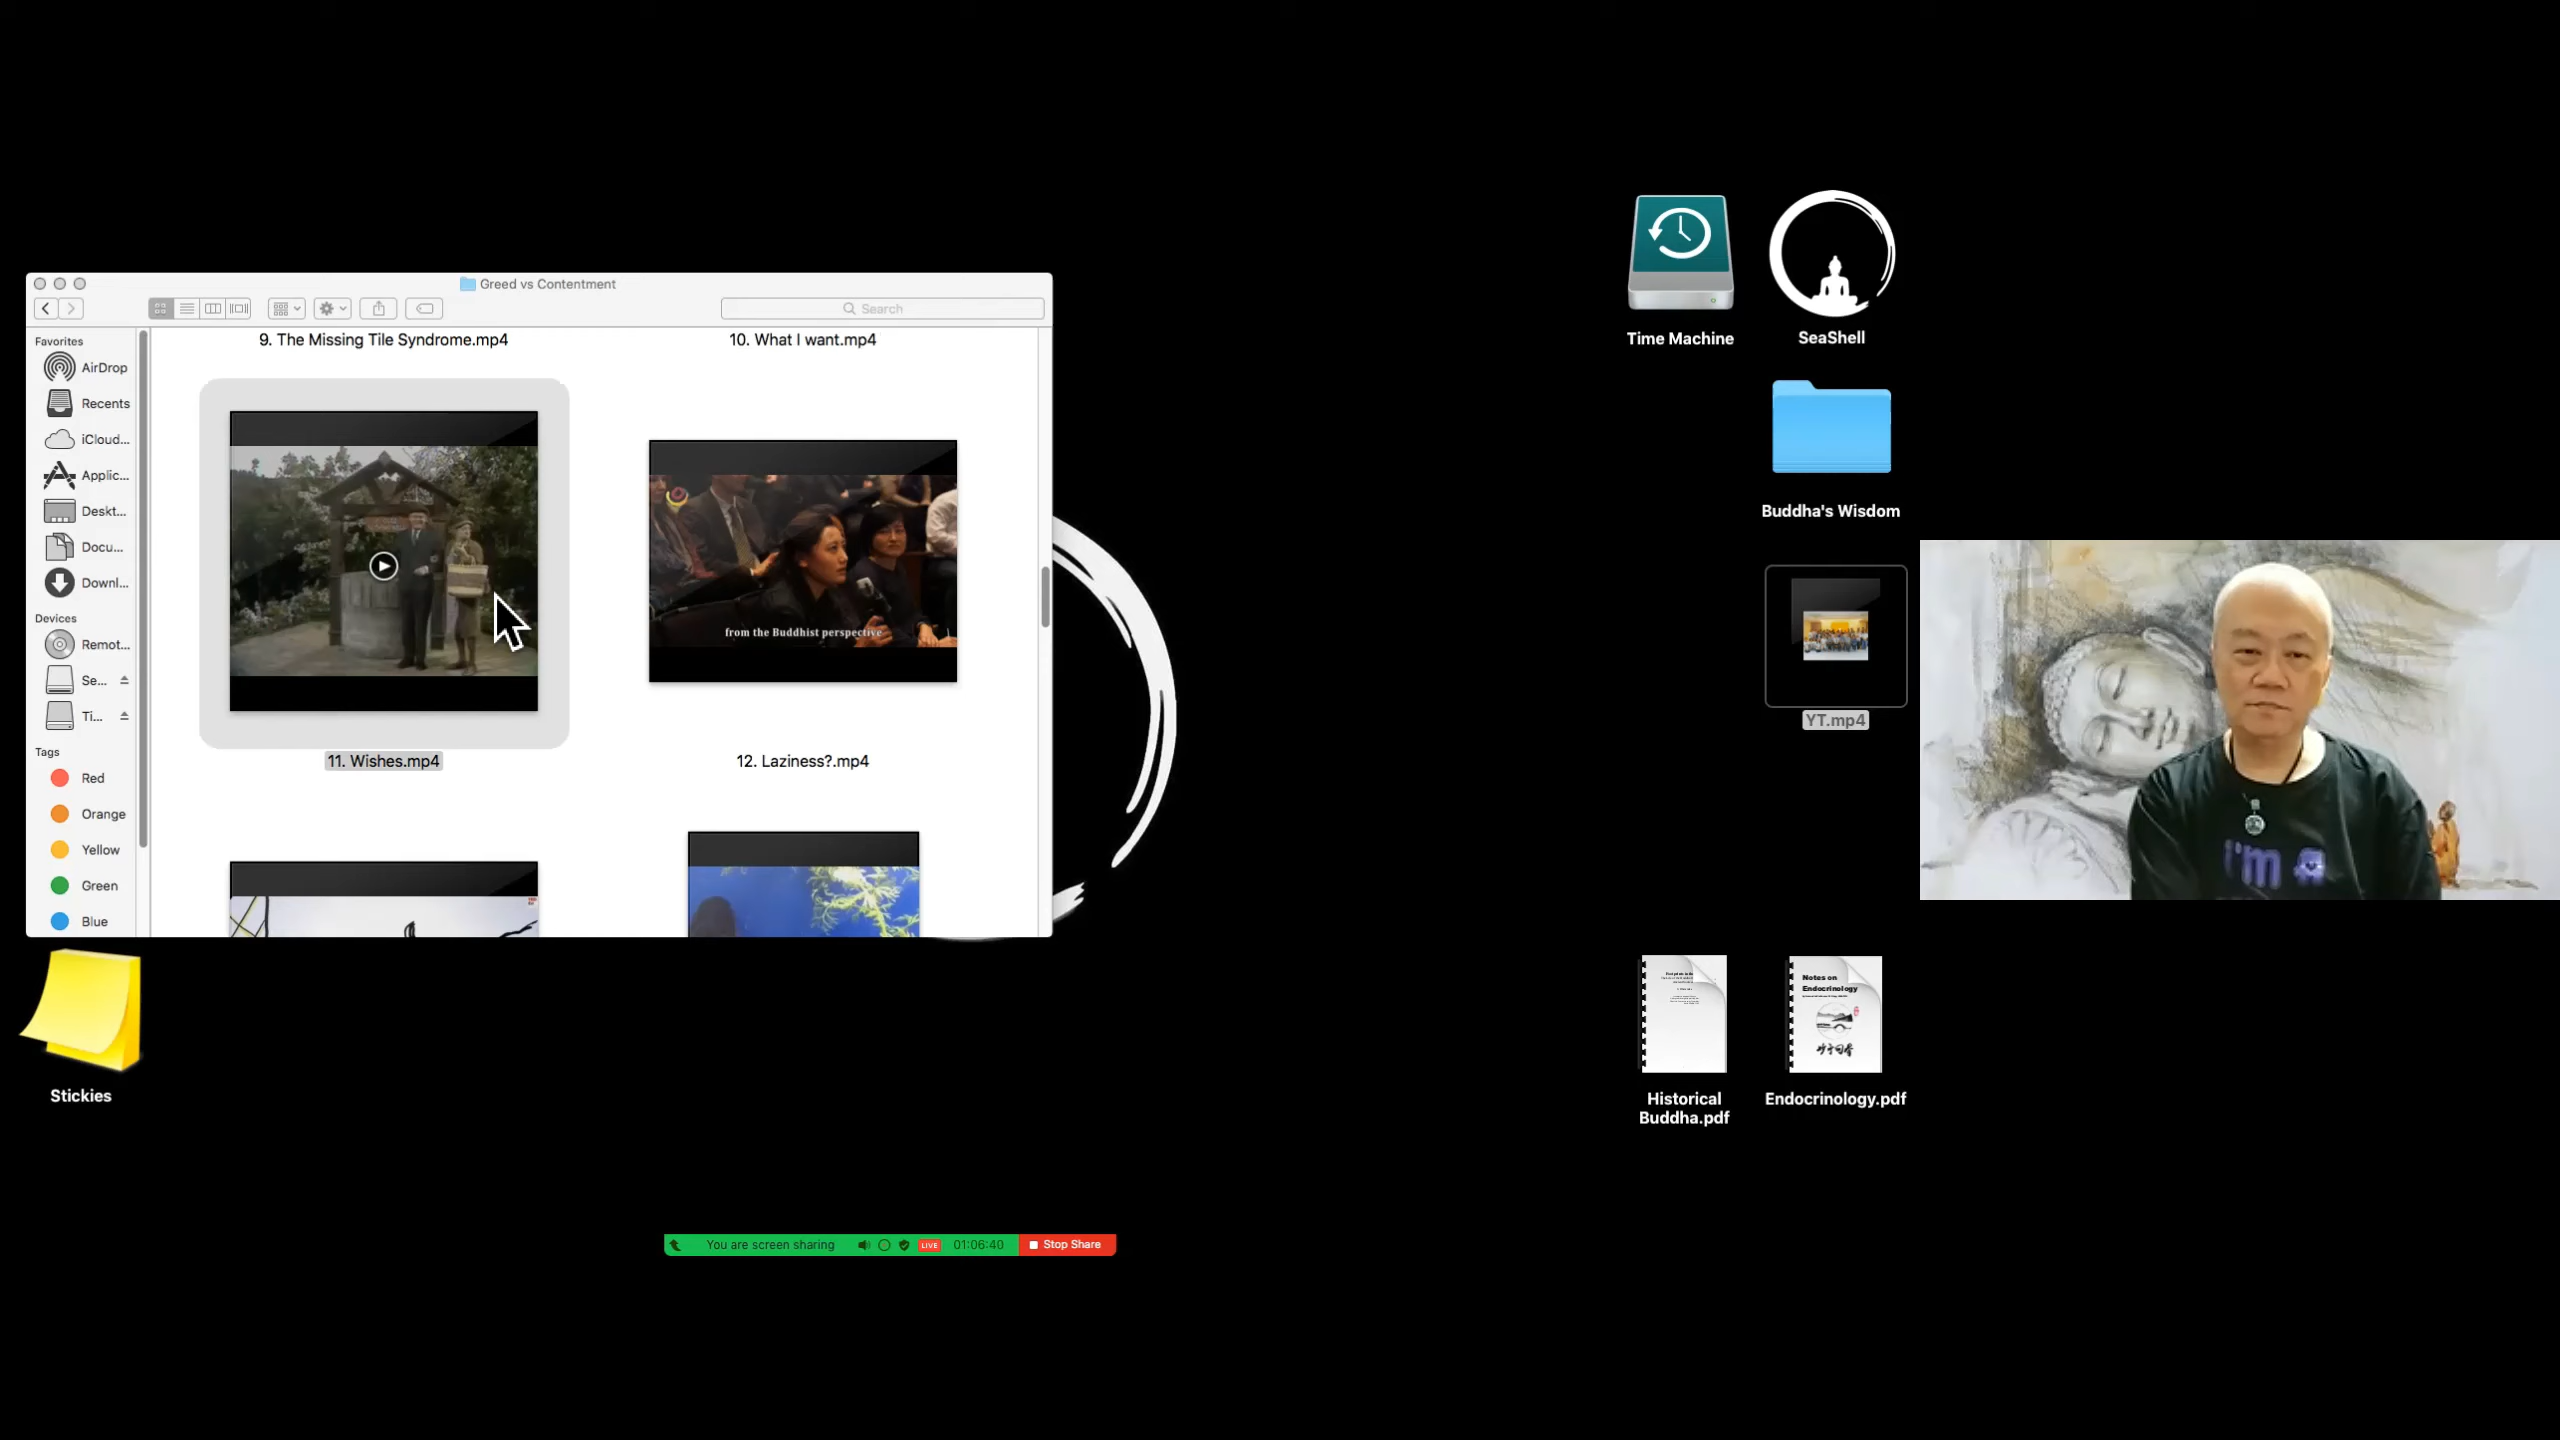 Greed vs Contentment
Search
Favorites
AirDrop
Recents
iCloud...
Applic...
Deskt...
Docu...
Downl...
Devices
Remot...
Se...
Ti...
Tags
Red
Orange
Yellow
Green
Blue
9. The Missing Tile Syndrome.mp4
10. What I want.mp4
from the Buddhist perspective
11. Wishes.mp4
12. Laziness?.mp4
Stickies
Time Machine
SeaShell
Buddha's Wisdom
YT.mp4
I'm A
Notes on
Endocrinology
Historical
Buddha.pdf
Endocrinology.pdf
You are screen sharing
LIVE
01:06:40
Stop Share